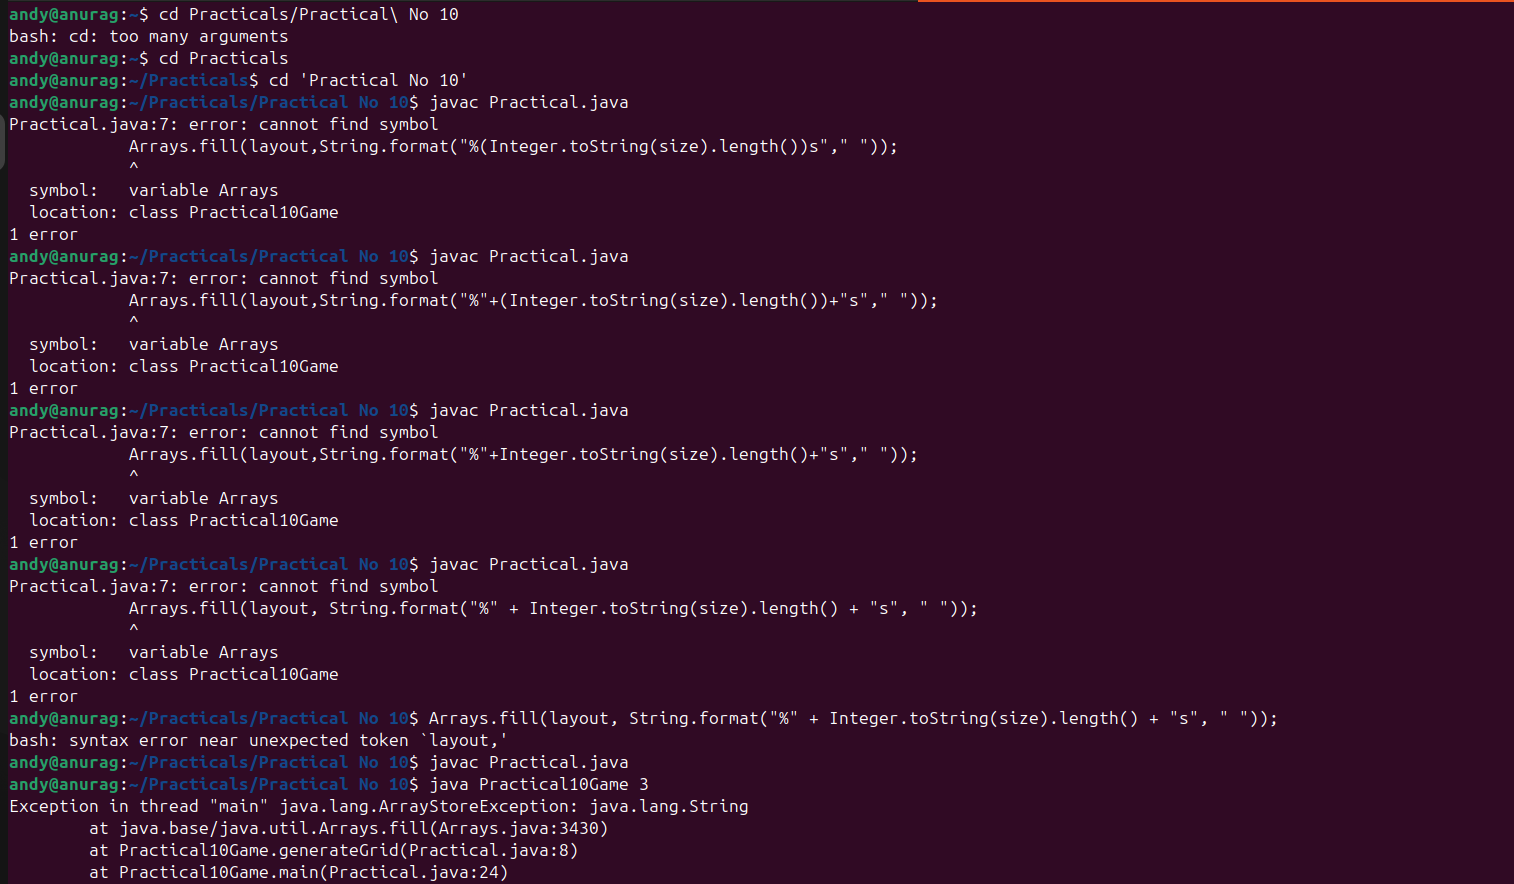 andy@anurag:~$ cd Practicals/Practical\ No 10
bash: cd: too many arguments
andy@anurag:~$ cd Practicals
andy@anurag:~/Practicals$ cd 'Practical No 10'
andy@anurag:~/Practicals/Practical No 10$ javac Practical.java
Practical.java:7: error: cannot find symbol
            Arrays.fill(layout,String.format("%(Integer.toString(size).length())s"," "));
            ^
  symbol:   variable Arrays
  location: class Practical10Game
1 error
andy@anurag:~/Practicals/Practical No 10$ javac Practical.java
Practical.java:7: error: cannot find symbol
            Arrays.fill(layout,String.format("%"+(Integer.toString(size).length())+"s"," "));
            ^
  symbol:   variable Arrays
  location: class Practical10Game
1 error
andy@anurag:~/Practicals/Practical No 10$ javac Practical.java
Practical.java:7: error: cannot find symbol
            Arrays.fill(layout,String.format("%"+Integer.toString(size).length()+"s"," "));
            ^
  symbol:   variable Arrays
  location: class Practical10Game
1 error
andy@anurag:~/Practicals/Practical No 10$ javac Practical.java
Practical.java:7: error: cannot find symbol
            Arrays.fill(layout, String.format("%" + Integer.toString(size).length() + "s", " "));
            ^
  symbol:   variable Arrays
  location: class Practical10Game
1 error
andy@anurag:~/Practicals/Practical No 10$ Arrays.fill(layout, String.format("%" + Integer.toString(size).length() + "s", " "));
bash: syntax error near unexpected token `layout,'
andy@anurag:~/Practicals/Practical No 10$ javac Practical.java
andy@anurag:~/Practicals/Practical No 10$ java Practical10Game 3
Exception in thread "main" java.lang.ArrayStoreException: java.lang.String
        at java.base/java.util.Arrays.fill(Arrays.java:3430)
        at Practical10Game.generateGrid(Practical.java:8)
        at Practical10Game.main(Practical.java:24)